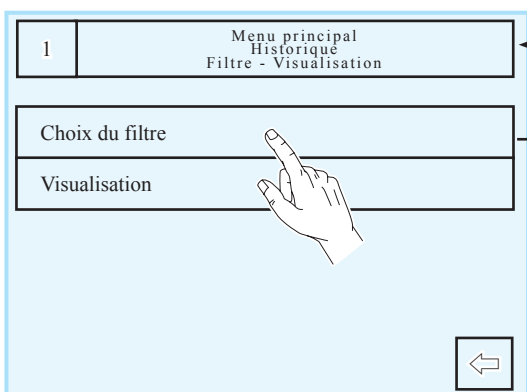 1
Menu principal
Historique
Filtre - Visualisation
Choix du filtre
Visualisation